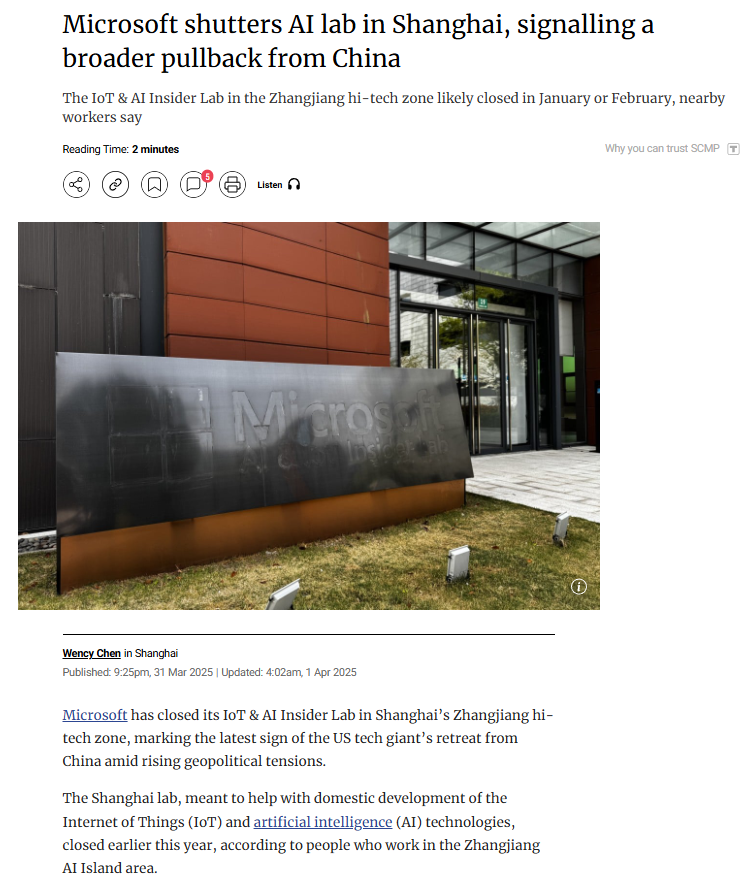 Microsoft shutters AI lab in Shanghai, signalling a
broader pullback from China
The IoT & AI Insider Lab in the Zhangjiang hi-tech zone likely closed in January or February, nearby
workers say
Reading Time: 2 minutes
Why you can trust SCMP
5
Listen
Microsoft
Wency Chen in Shanghai
Published: 9:25pm, 31 Mar 2025 | Updated: 4:02am, 1 Apr 2025
Microsoft has closed its IoT & AI Insider Lab in Shanghai’s Zhangjiang hi-
tech zone, marking the latest sign of the US tech giant’s retreat from
China amid rising geopolitical tensions.
The Shanghai lab, meant to help with domestic development of the
Internet of Things (IoT) and artificial intelligence (AI) technologies,
closed earlier this year, according to people who work in the Zhangjiang
AI Island area.